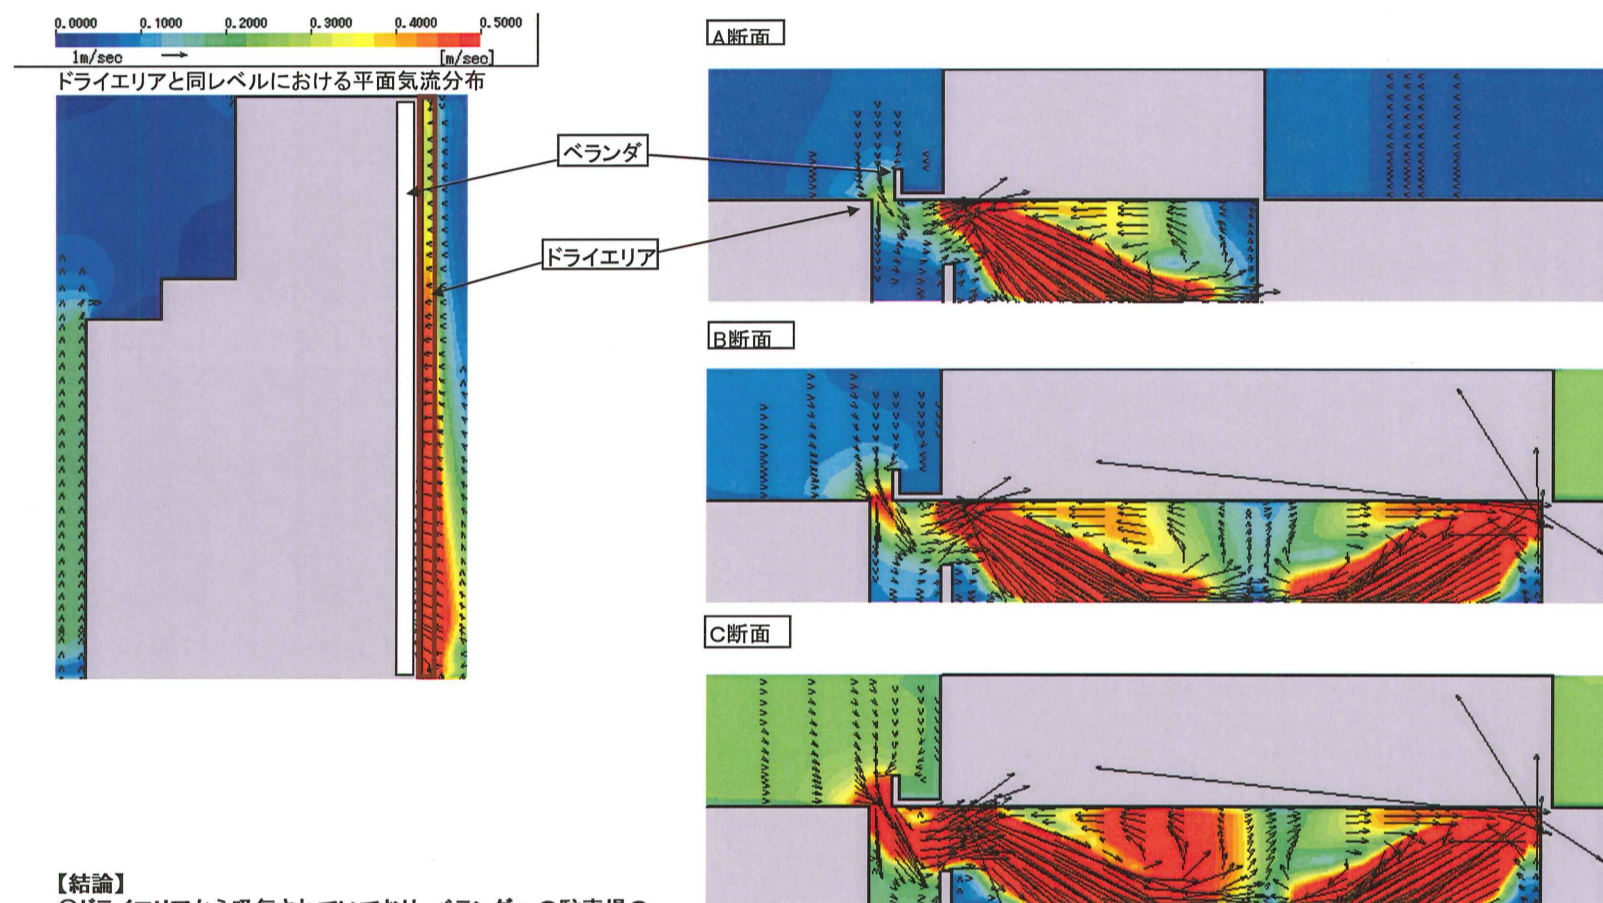 0.0000 0.1000 0.2000 0.3000 0.4000 0.5000
1m/sec [m/sec]
ドライエリアと同レベルにおける平面気流分布
ベランダ
ドライエリア
A断面
B断面
C断面
【結論】